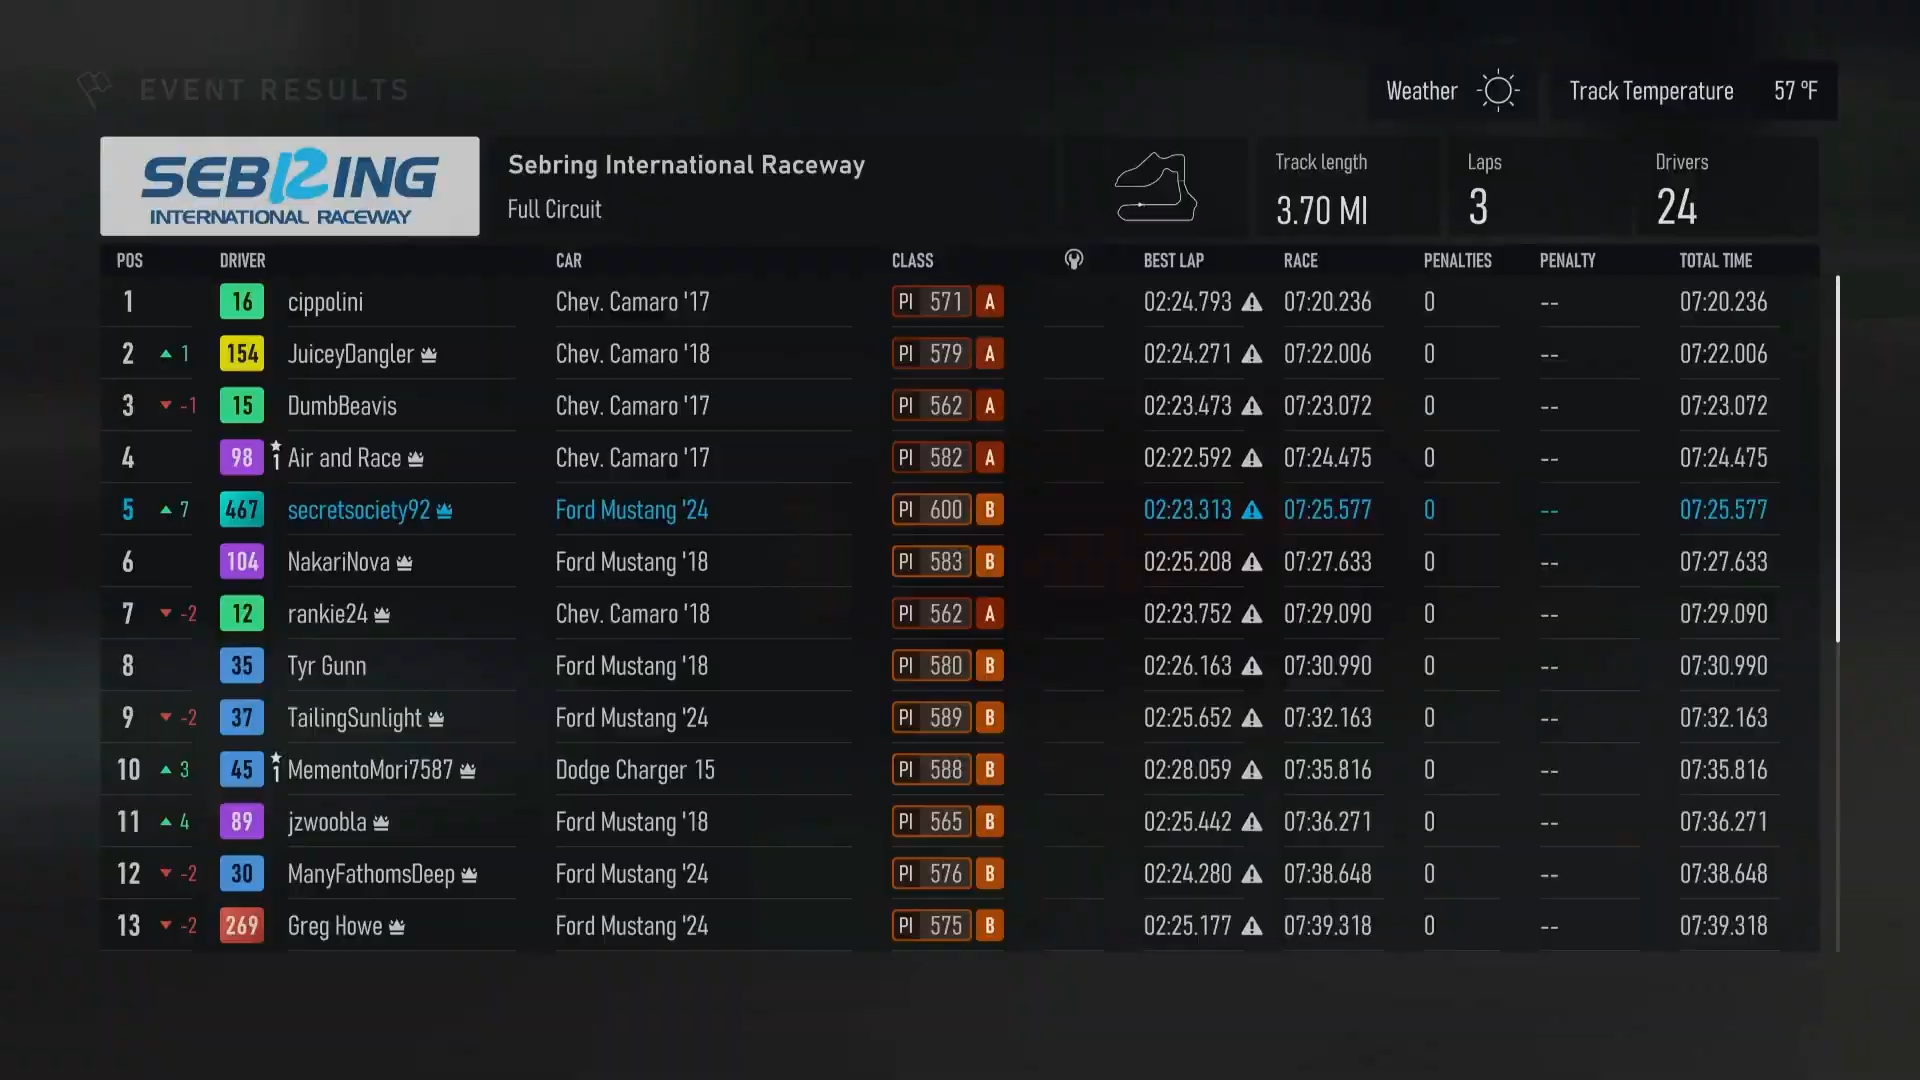 EVENT RESULTS
Weather Track Temperature 57 °F
SEB12ING
INTERNATIONAL RACEWAY
Sebring International Raceway
Full Circuit
Track length
3.70 MI
Laps
3
Drivers
24
POS DRIVER CAR CLASS BEST LAP RACE PENALTIES PENALTY TOTAL TIME
1 16 cippolini Chev. Camaro '17 PI 571 A 02:24.793 07:20.236 0 -- 07:20.236
2 1 154 JuiceyDangler Chev. Camaro '18 PI 579 A 02:24.271 07:22.006 0 -- 07:22.006
3 -1 15 DumbBeavis Chev. Camaro '17 PI 562 A 02:23.473 07:23.072 0 -- 07:23.072
4 98 1 Air and Race Chev. Camaro '17 PI 582 A 02:22.592 07:24.475 0 -- 07:24.475
5 7 467 secretsociety92 Ford Mustang '24 PI 600 B 02:23.313 07:25.577 0 -- 07:25.577
6 104 NakariNova Ford Mustang '18 PI 583 B 02:25.208 07:27.633 0 -- 07:27.633
7 -2 12 rankie24 Chev. Camaro '18 PI 562 A 02:23.752 07:29.090 0 -- 07:29.090
8 35 Tyr Gunn Ford Mustang '18 PI 580 B 02:26.163 07:30.990 0 -- 07:30.990
9 -2 37 TailingSunlight Ford Mustang '24 PI 589 B 02:25.652 07:32.163 0 -- 07:32.163
10 3 45 1 MementoMori7587 Dodge Charger 15 PI 588 B 02:28.059 07:35.816 0 -- 07:35.816
11 4 89 jzwoobla Ford Mustang '18 PI 565 B 02:25.442 07:36.271 0 -- 07:36.271
12 -2 30 ManyFathomsDeep Ford Mustang '24 PI 576 B 02:24.280 07:38.648 0 -- 07:38.648
13 -2 269 Greg Howe Ford Mustang '24 PI 575 B 02:25.177 07:39.318 0 -- 07:39.318